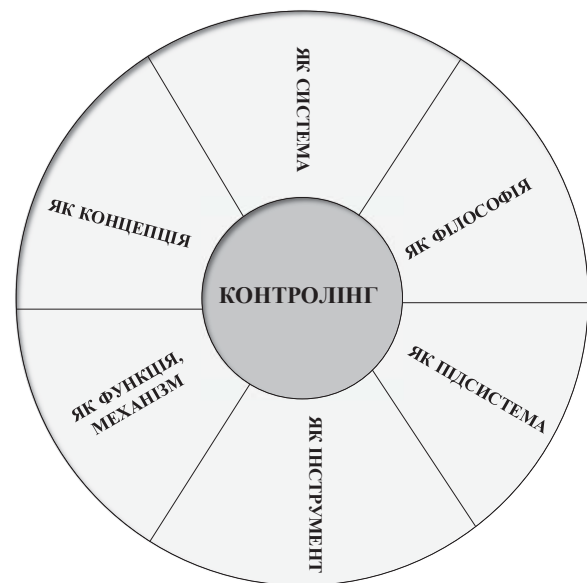 ЯК СИСТЕМА
ЯК ФІЛОСОФІЯ
ЯК ПІДСИСТЕМА
ЯК ІНСТРУМЕНТ
ЯК ФУНКЦІЯ,
МЕХАНІЗМ
ЯК КОНЦЕПЦІЯ
КОНТРОЛІНГ